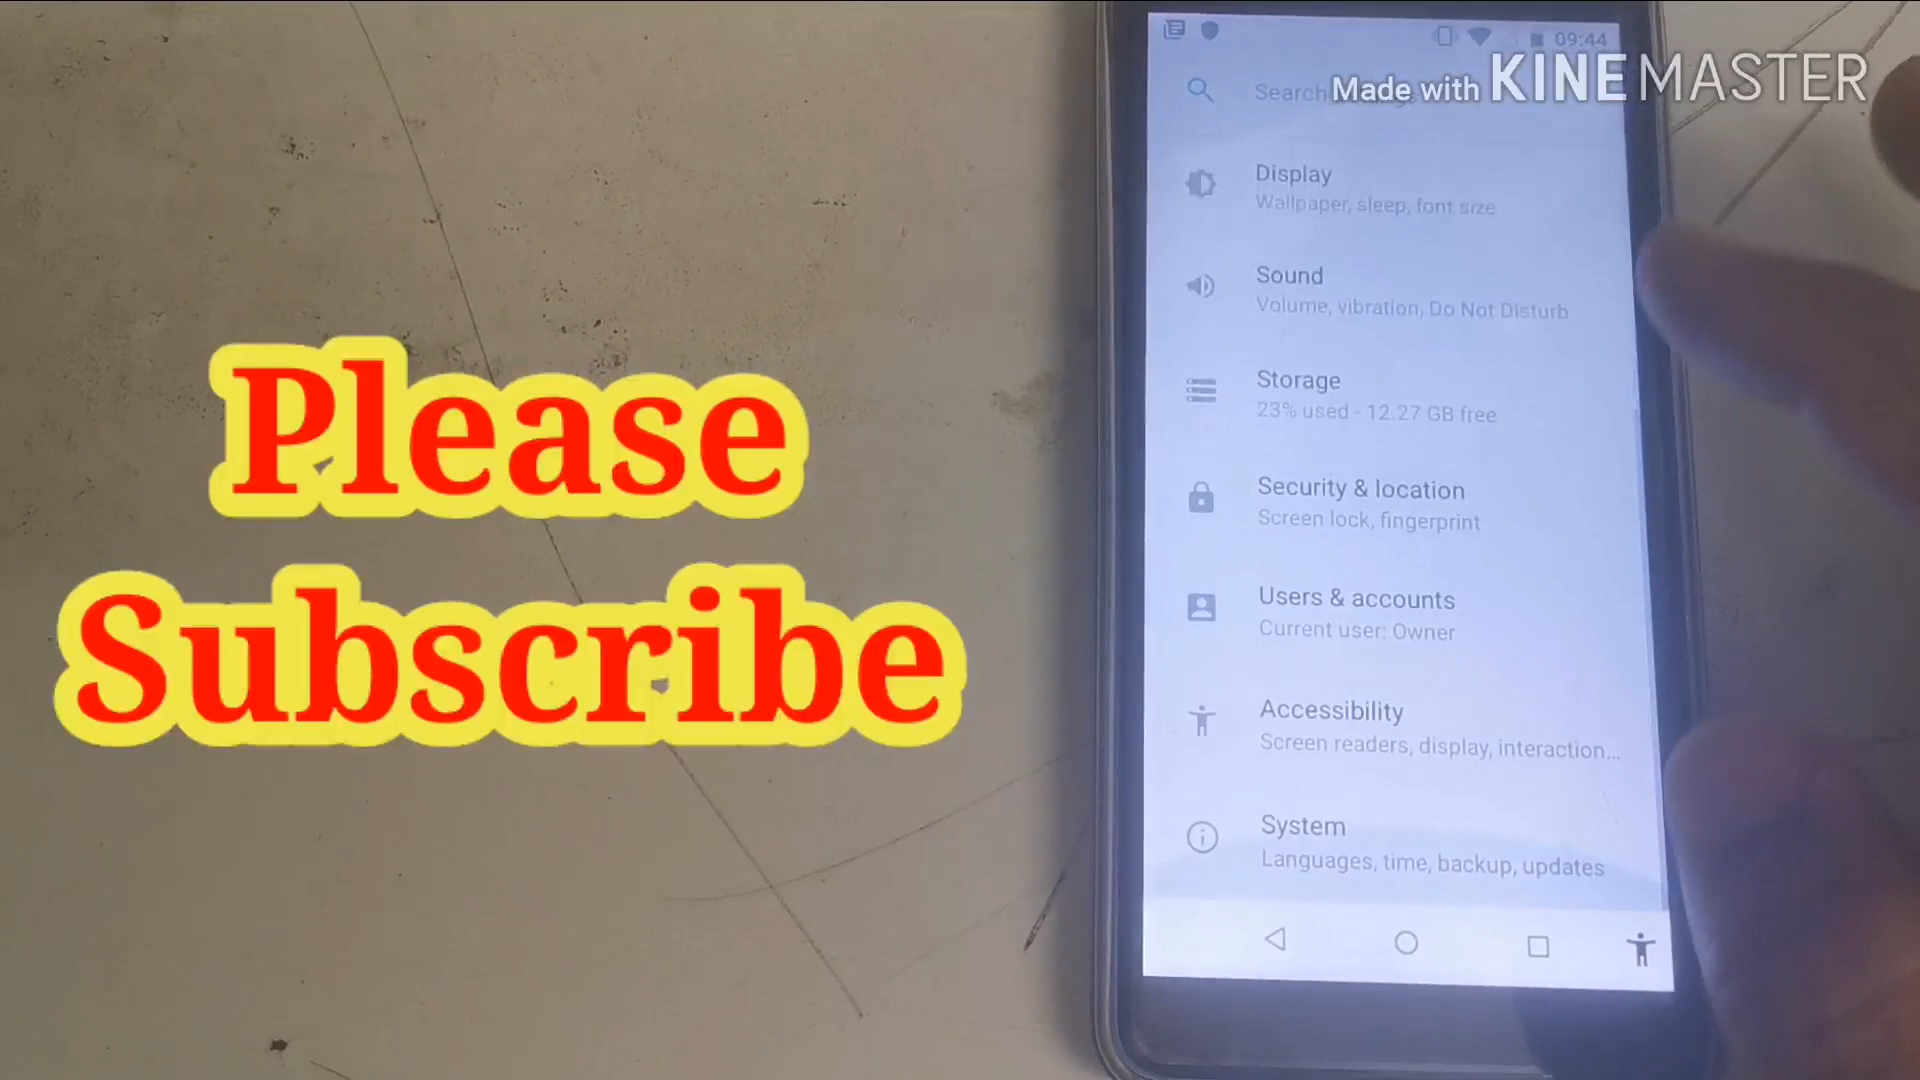 09:44
Search
Made with KINEMASTER
Display
Wallpaper, sleep, font size
Sound
Volume, vibration, Do Not Disturb
Storage
23% used - 12.27 GB free
Security & location
Screen lock, fingerprint
Users & accounts
Current user: Owner
Accessibility
Screen readers, display, interaction...
System
Languages, time, backup, updates
Please
Subscribe